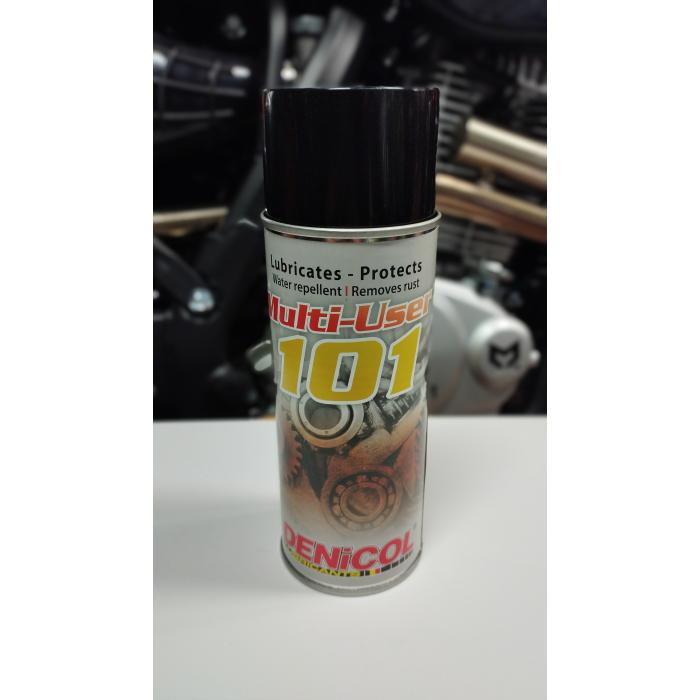 Lubricates - Protects
Water repellent | Removes rust
Multi-User
101
DENiCOL